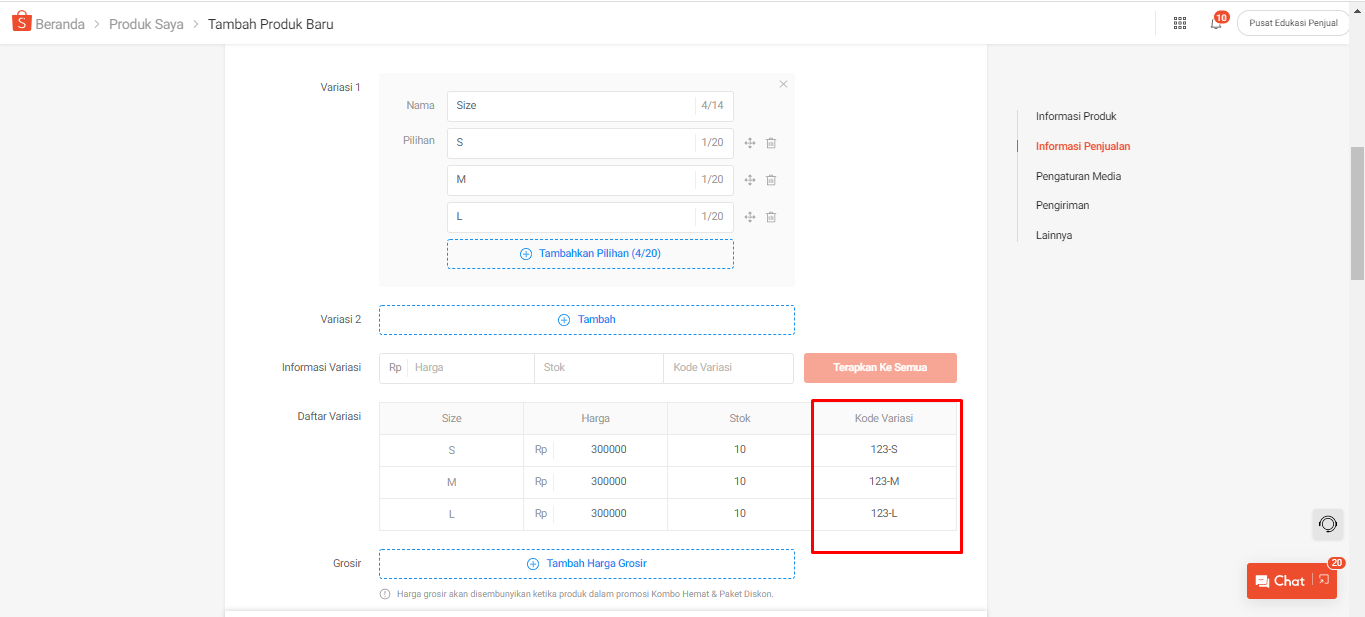 Beranda > Produk Saya > Tambah Produk Baru
10
Pusat Edukasi Penjual
Variasi 1
Nama Size 4/14
Pilihan S 1/20
M 1/20
L 1/20
Tambahkan Pilihan (4/20)
Variasi 2 Tambah
Informasi Variasi Rp Harga Stok Kode Variasi Terapkan Ke Semua
Daftar Variasi Size Harga Stok Kode Variasi
S Rp 300000 10 123-S
M Rp 300000 10 123-M
L Rp 300000 10 123-L
Grosir Tambah Harga Grosir
Harga grosir akan disembunyikan ketika produk dalam promosi Kombo Hemat & Paket Diskon.
Informasi Produk
Informasi Penjualan
Pengaturan Media
Pengiriman
Lainnya
20
Chat